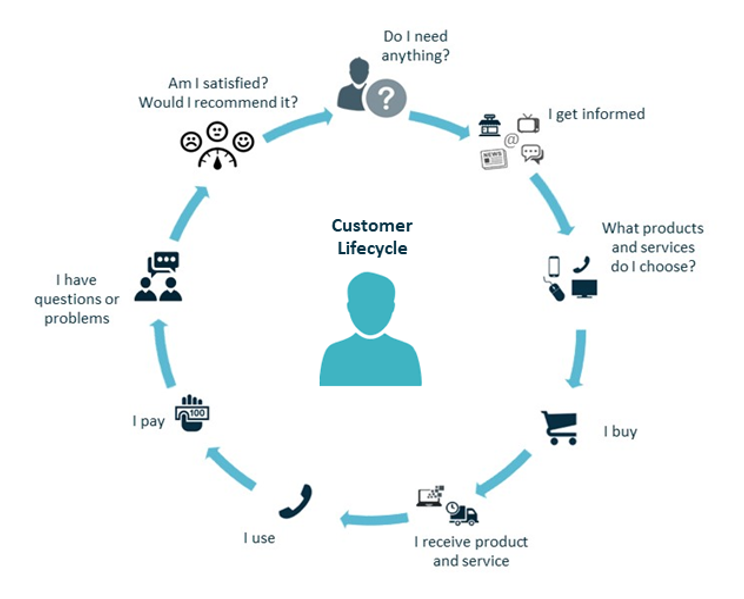 Do I need
anything?
I get informed
@
NEWS
What products
and services
do I choose?
I buy
I receive product
and service
I use
I pay
100
I have
questions or
problems
Am I satisfied?
Would I recommend it?
?
Customer
Lifecycle